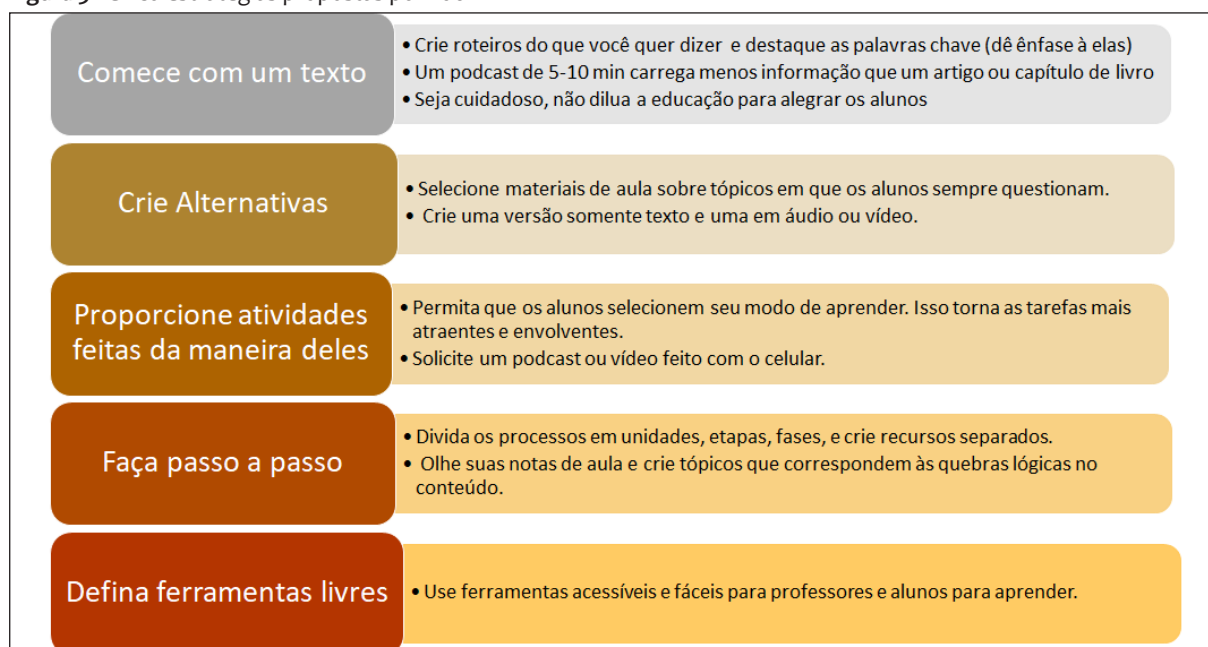 Comece com um texto
• Crie roteiros do que você quer dizer e destaque as palavras chave (dê ênfase à elas)
• Um podcast de 5-10 min carrega menos informação que um artigo ou capítulo de livro
• Seja cuidadoso, não dilua a educação para alegrar os alunos
Crie Alternativas
• Selecione materiais de aula sobre tópicos em que os alunos sempre questionam.
• Crie uma versão somente texto e uma em áudio ou vídeo.
Proporcione atividades
feitas da maneira deles
• Permita que os alunos selecionem seu modo de aprender. Isso torna as tarefas mais
atraentes e envolventes.
• Solicite um podcast ou vídeo feito com o celular.
Faça passo a passo
• Divida os processos em unidades, etapas, fases, e crie recursos separados.
• Olhe suas notas de aula e crie tópicos que correspondem às quebras lógicas no
conteúdo.
Defina ferramentas livres
• Use ferramentas acessíveis e fáceis para professores e alunos para aprender.